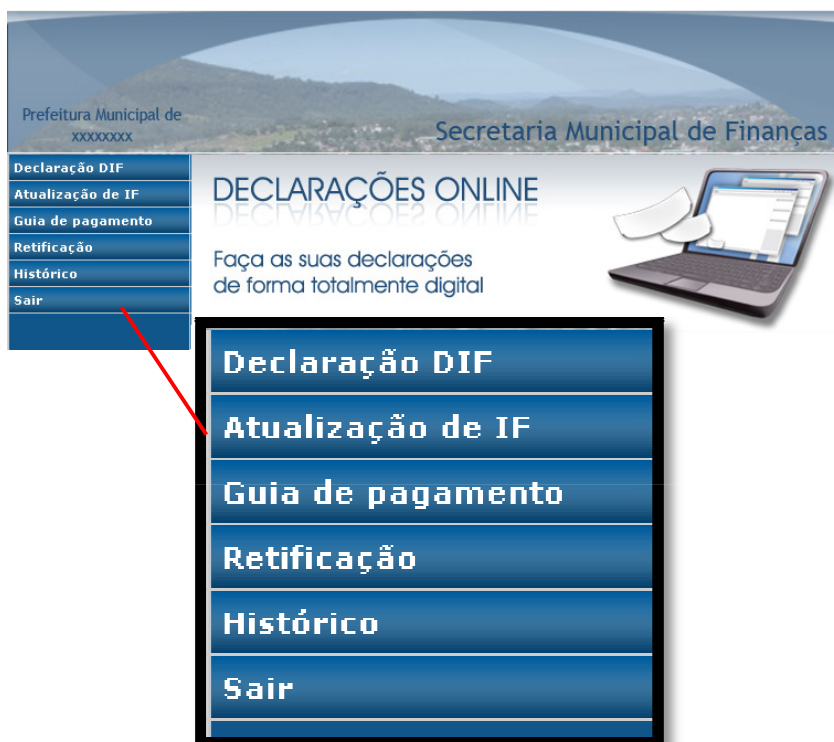 Prefeitura Municipal de
xxxxxxxx
Secretaria Municipal de Finanças
Declaração DIF
Atualização de IF
Guia de pagamento
Retificação
Histórico
Sair
DECLARAÇÕES ONLINE
Faça as suas declarações
de forma totalmente digital
Declaração DIF
Atualização de IF
Guia de pagamento
Retificação
Histórico
Sair